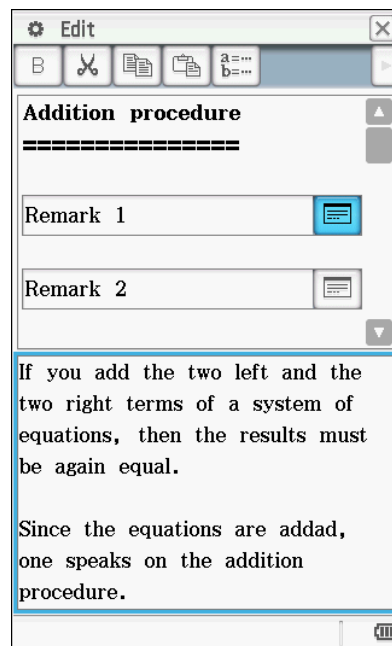 Edit
B
a=…
b=…
Addition procedure
===============
Remark 1
Remark 2
If you add the two left and the
two right terms of a system of
equations, then the results must
be again equal.
Since the equations are addad,
one speaks on the addition
procedure.